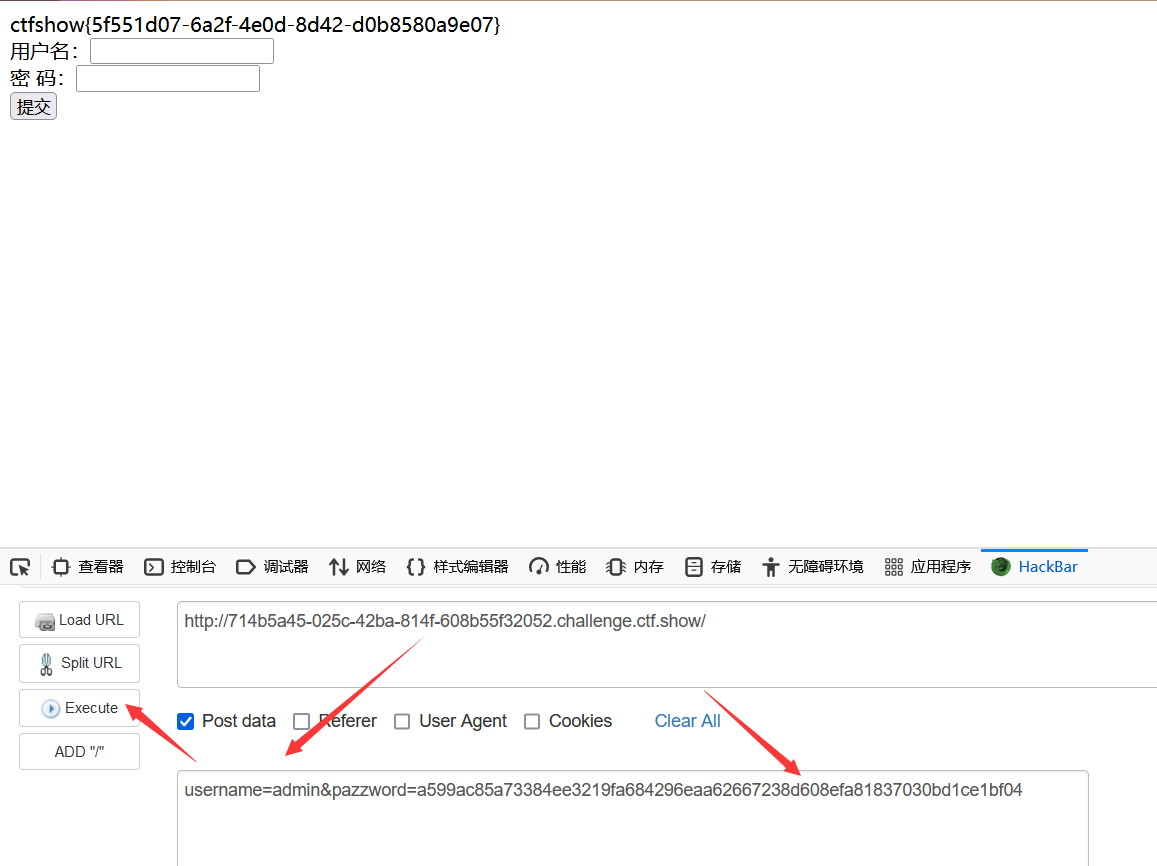 ctfshow{5f551d07-6a2f-4e0d-8d42-d0b8580a9e07}
用户名：
密 码：
提交
查看器 控制台 调试器 网络 样式编辑器 性能 内存 存储 无障碍环境 应用程序 HackBar
Load URL
http://714b5a45-025c-42ba-814f-608b55f32052.challenge.ctf.show/
Split URL
Execute
Post data Referer User Agent Cookies Clear All
ADD "/"
username=admin&pazzword=a599ac85a73384ee3219fa684296eaa62667238d608efa81837030bd1ce1bf04